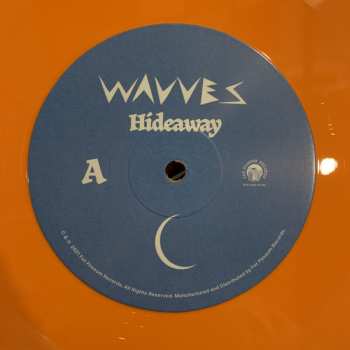 WAVVES
Hideaway
A
℗ & © 2021 Fat Possum Records. All Rights Reserved. Manufactured and Distributed by Fat Possum Records.